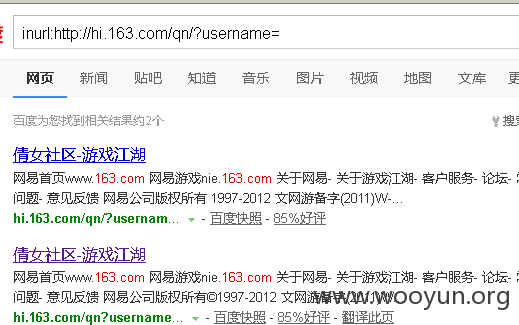 inurl:http://hi.163.com/qn/?username=
网页 新闻 贴吧 知道 音乐 图片 视频 地图 文库 更
百度为您找到相关结果约2个 搜索
倩女社区-游戏江湖
网易首页www.163.com 网易游戏nie.163.com 关于网易- 关于游戏江湖- 客户服务- 论坛-
问题- 意见反馈 网易公司版权所有 1997-2012 文网游备字(2011)W-...
hi.163.com/qn/?usernam... - 百度快照 - 85%好评
倩女社区-游戏江湖
网易首页www.163.com 网易游戏nie.163.com 关于网易- 关于游戏江湖- 客户服务- 论坛-
问题- 意见反馈 网易公司版权所有©1997-2012 文网游备字
www.wooyun.org
hi.163.com/qn/?usernam... - 百度快照 - 85%好评 - 翻译此页